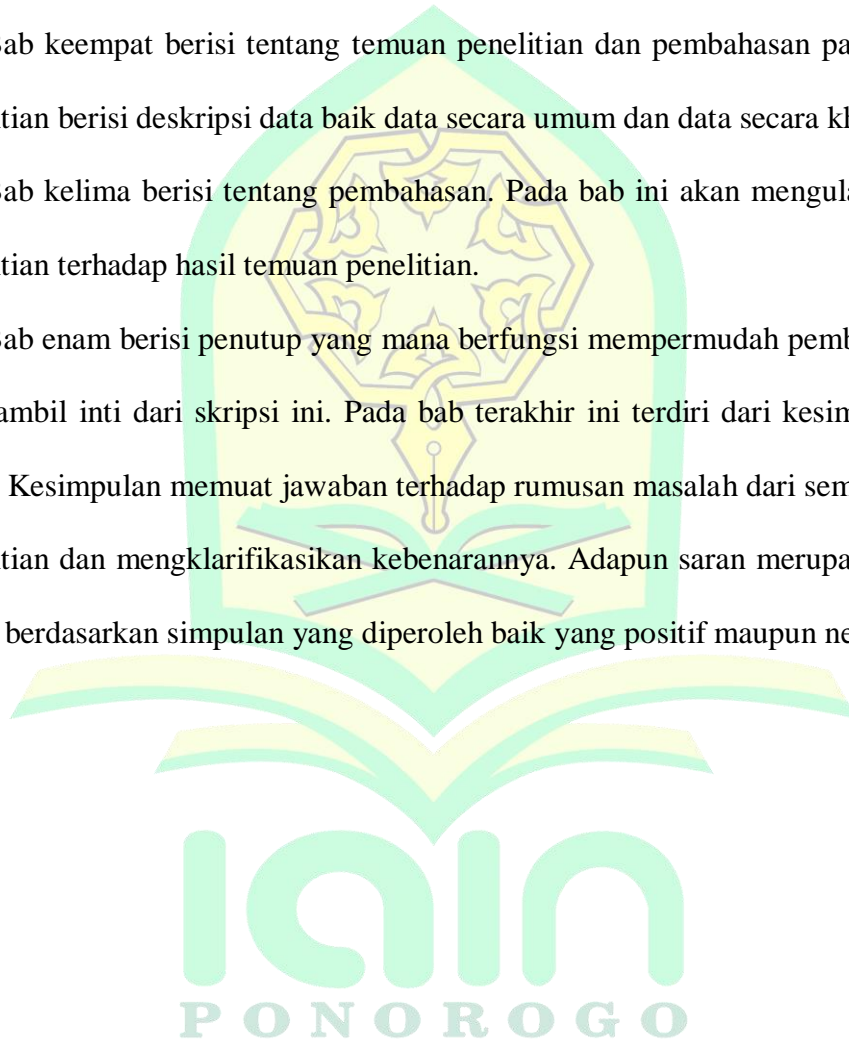 ab keempat berisi tentang temuan penelitian dan pembahasan pa
tian berisi deskripsi data baik data secara umum dan data secara kh
ab kelima berisi tentang pembahasan. Pada bab ini akan mengula
tian terhadap hasil temuan penelitian.
ab enam berisi penutup yang mana berfungsi mempermudah pemb
ambil inti dari skripsi ini. Pada bab terakhir ini terdiri dari kesim
Kesimpulan memuat jawaban terhadap rumusan masalah dari sem
tian dan mengklarifikasikan kebenarannya. Adapun saran merupa
berdasarkan simpulan yang diperoleh baik yang positif maupun ne
iain
PONOROGO